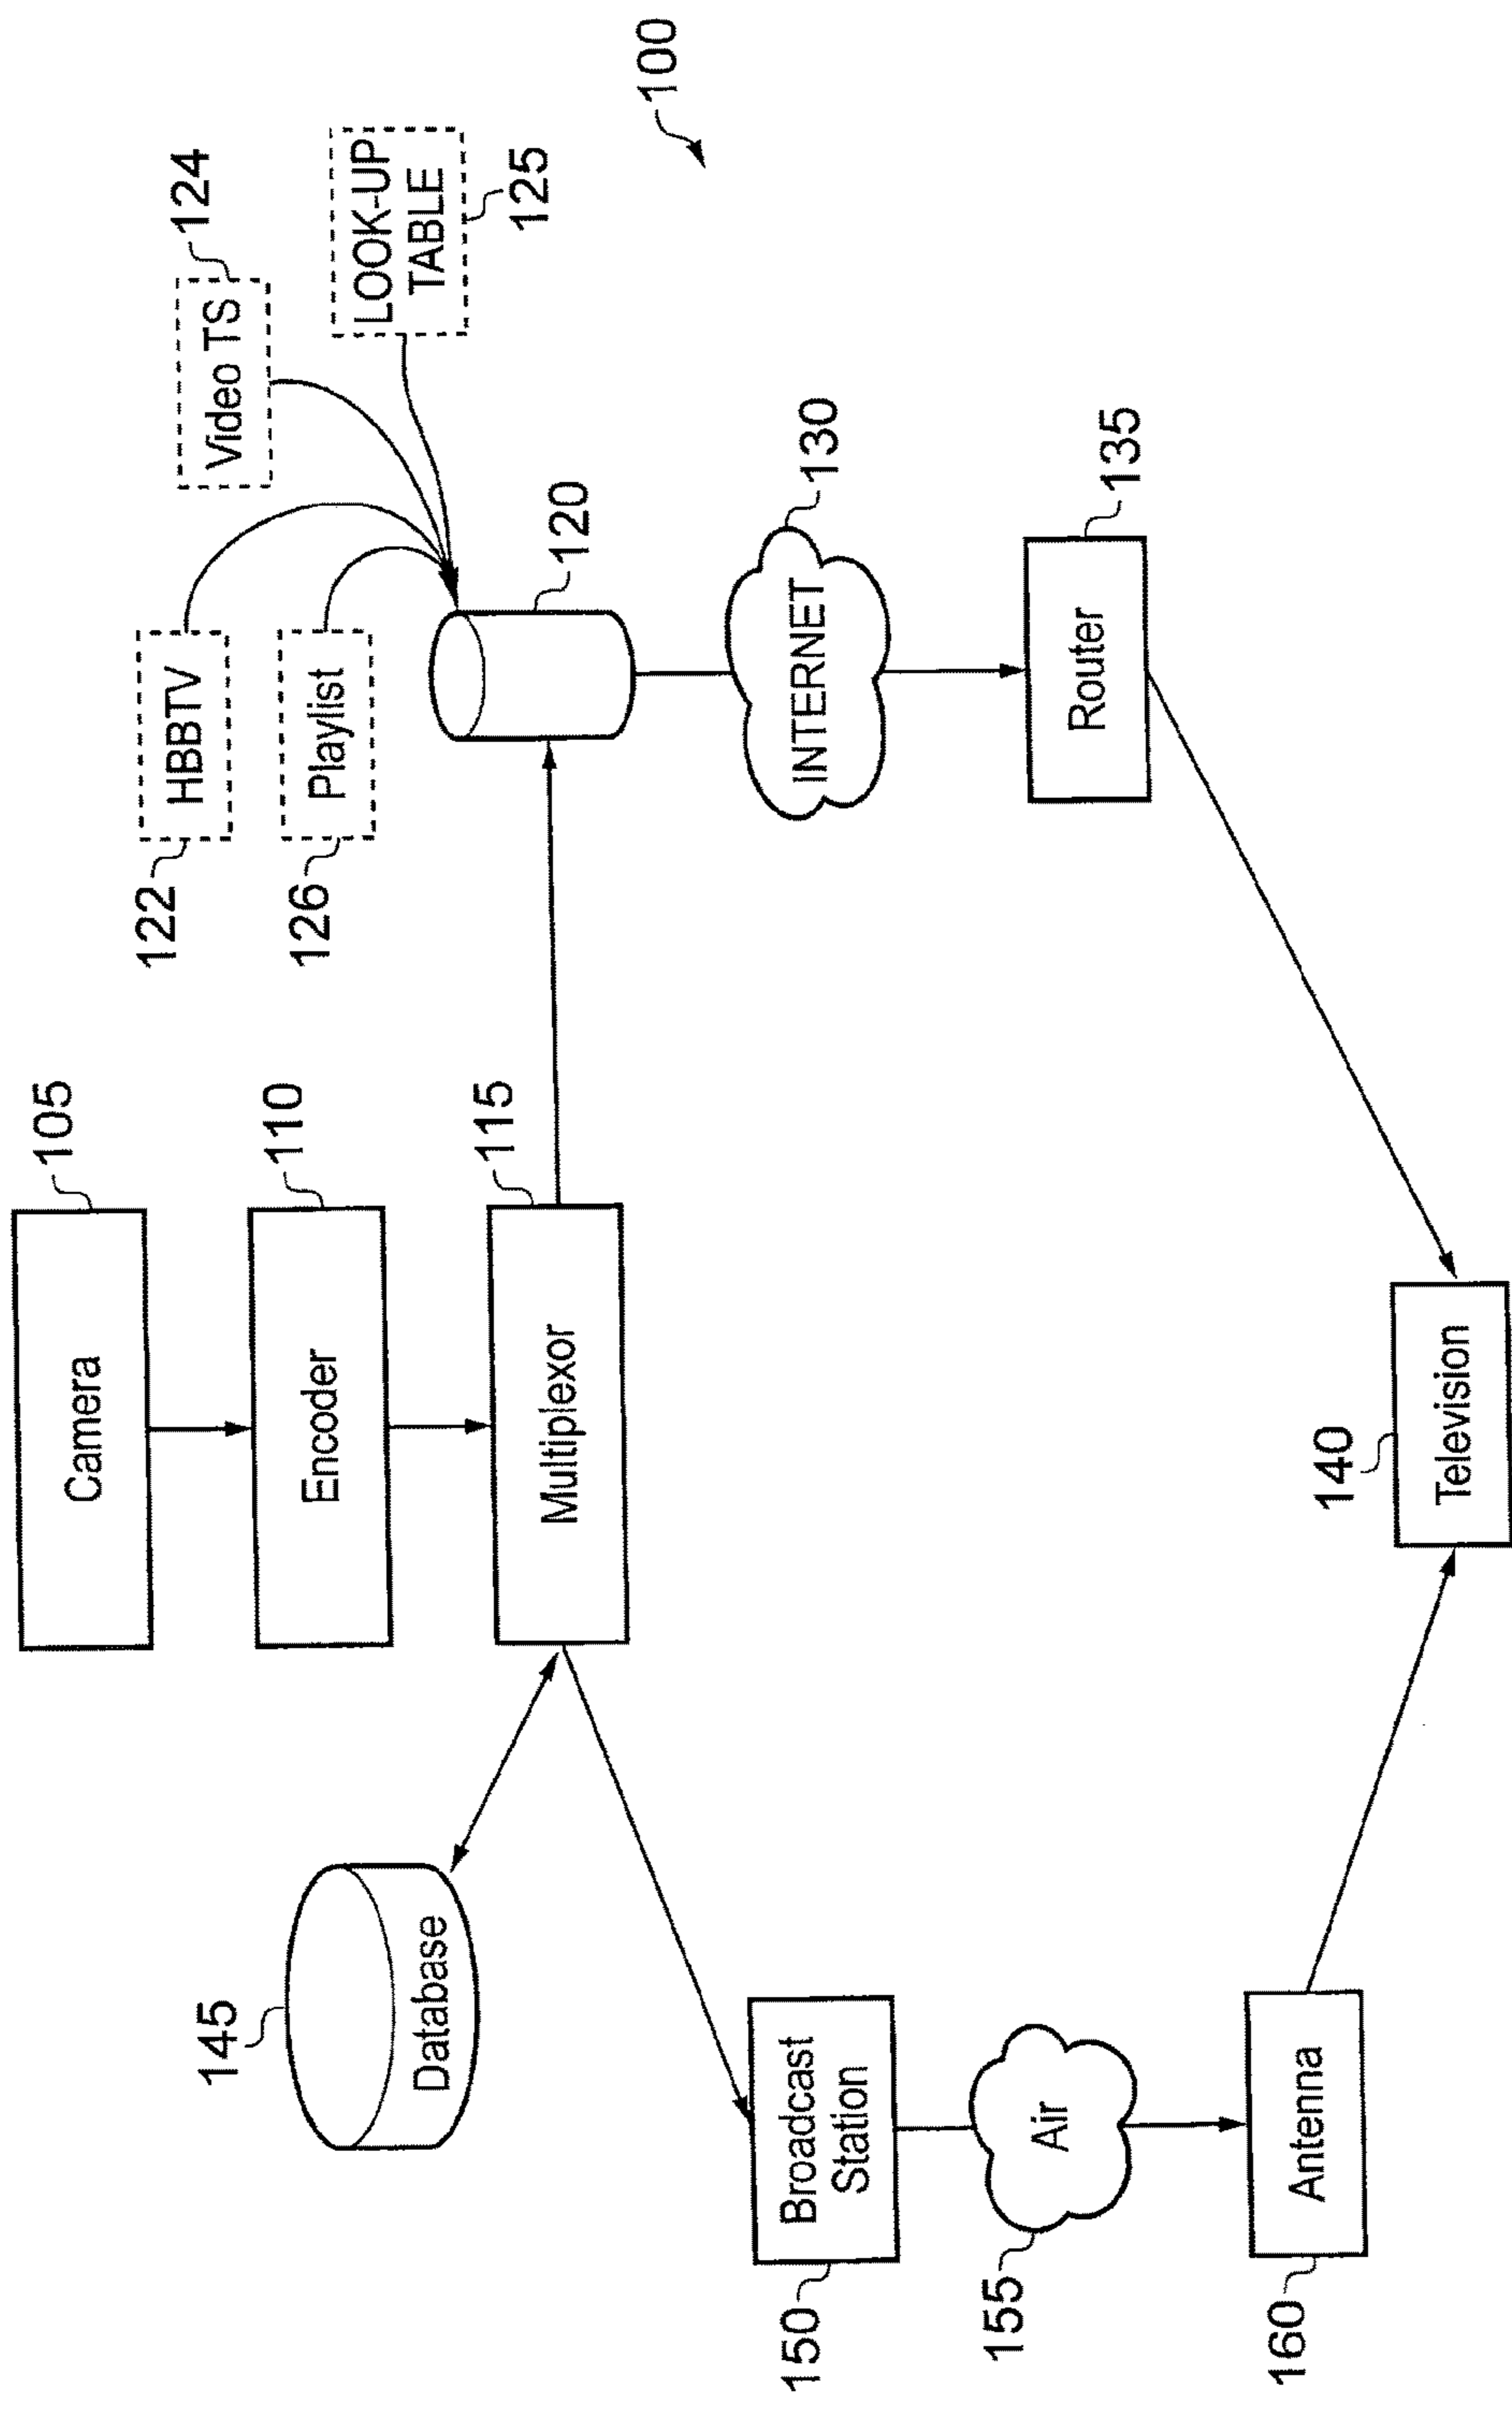 Camera
105
Encoder
110
Multiplexor
115
145
Database
122
HBBTV
Video TS
124
126
Playlist
LOOK-UP
TABLE
125
120
100
150
Broadcast
Station
INTERNET
130
155
Air
Router
135
160
Antenna
140
Television